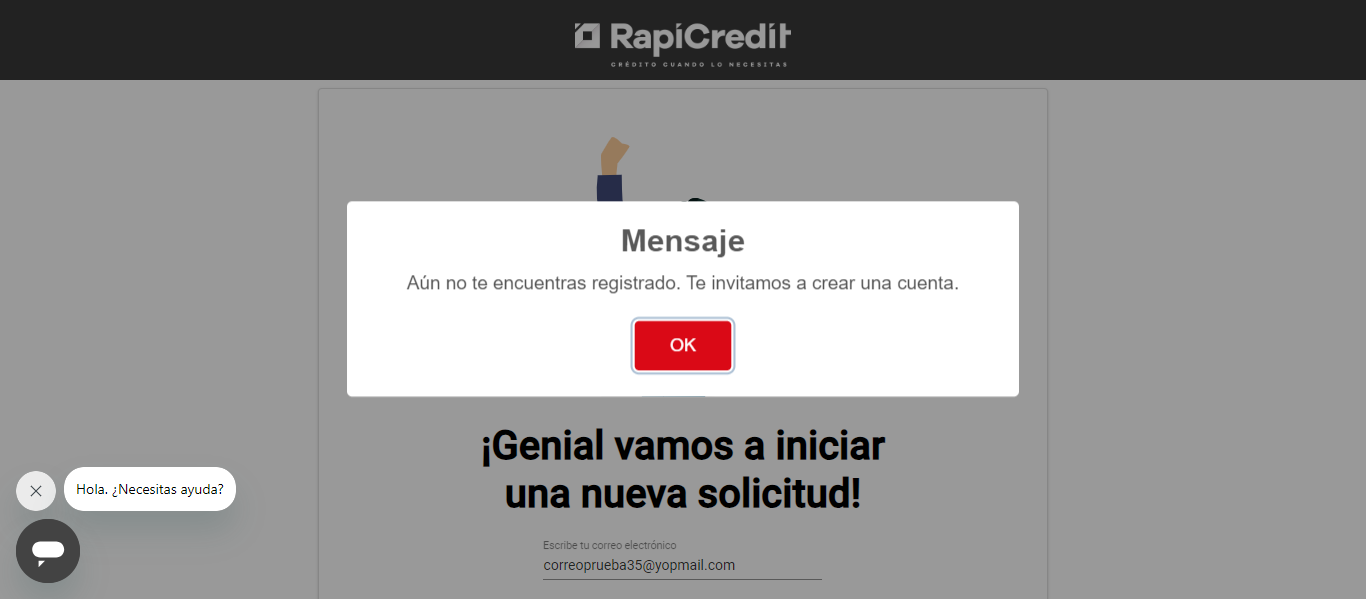 RapiCredit
CRÉDITO CUANDO LO NECESITAS
Mensaje
Aún no te encuentras registrado. Te invitamos a crear una cuenta.
OK
¡Genial vamos a iniciar
una nueva solicitud!
Hola. ¿Necesitas ayuda?
Escribe tu correo electrónico
correoprueba35@yopmail.com